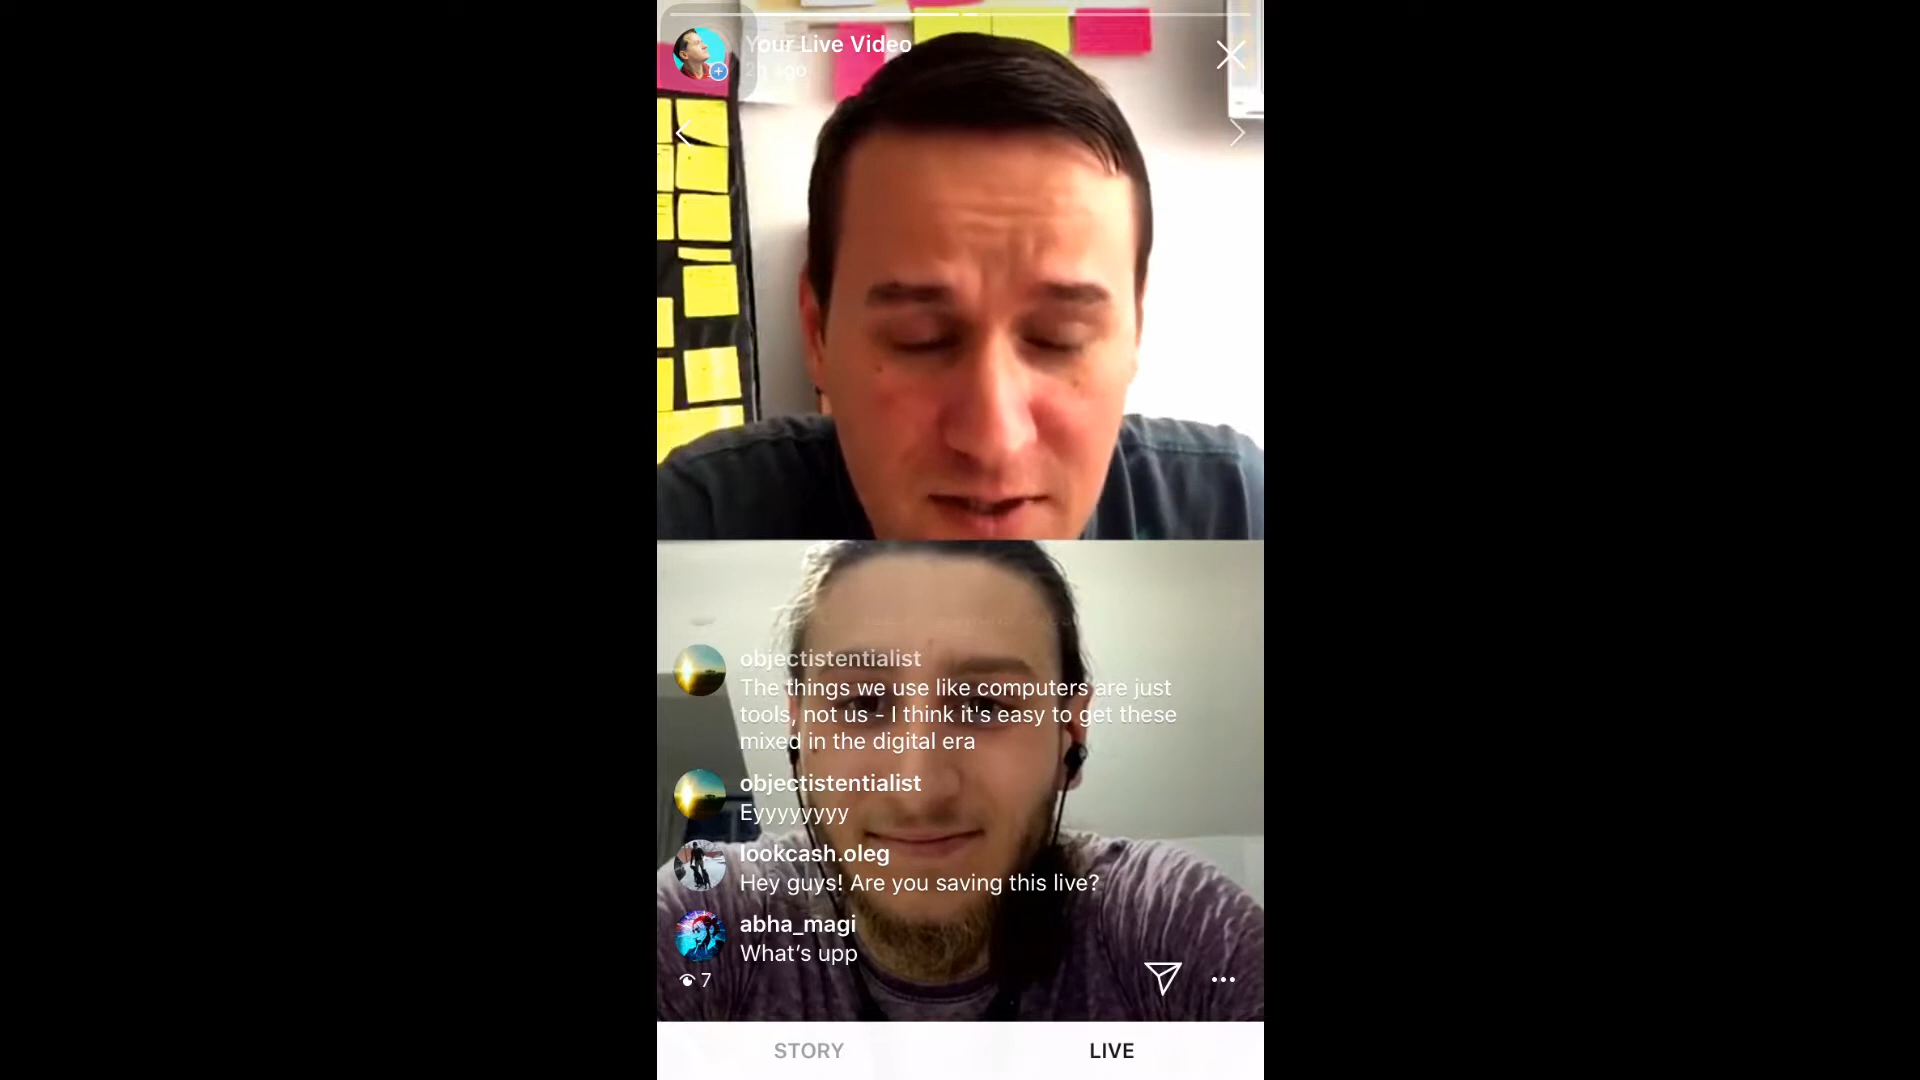 Your Live Video
2h ago
objectistentialist
The things we use like computers are just
tools, not us - I think it's easy to get these
mixed in the digital era
objectistentialist
Eyyyyyyyy
lookcash.oleg
Hey guys! Are you saving this live?
abha_magi
What’s upp
7
STORY
LIVE